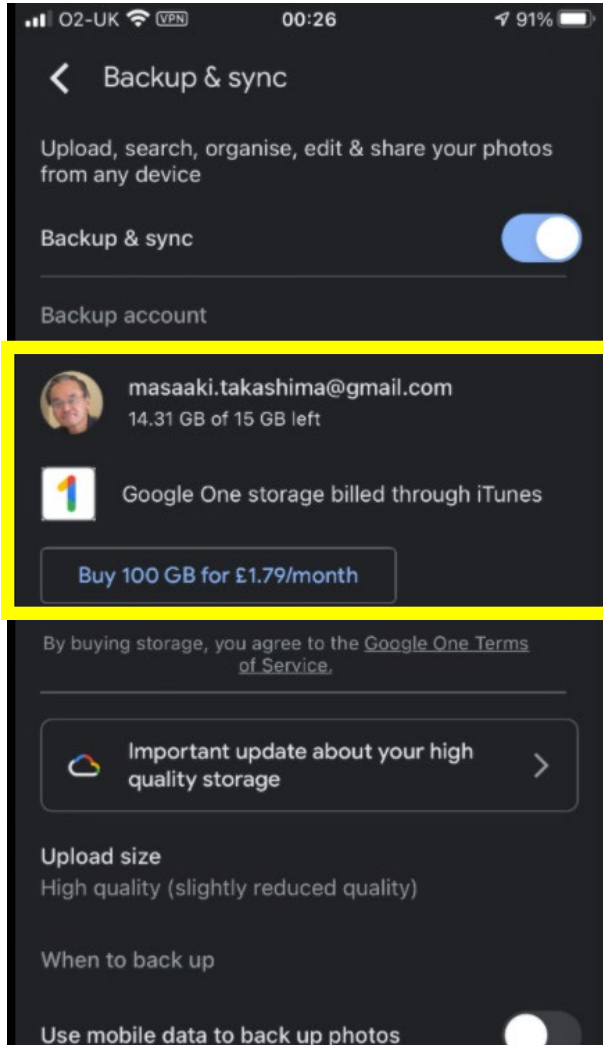 O2-UK VPN 00:26 91%
Backup & sync
Upload, search, organise, edit & share your photos
from any device
Backup & sync
Backup account
masaaki.takashima@gmail.com
14.31 GB of 15 GB left
1 Google One storage billed through iTunes
Buy 100 GB for £1.79/month
By buying storage, you agree to the Google One Terms
of Service.
Important update about your high
quality storage
Upload size
High quality (slightly reduced quality)
When to back up
Use mobile data to back up photos